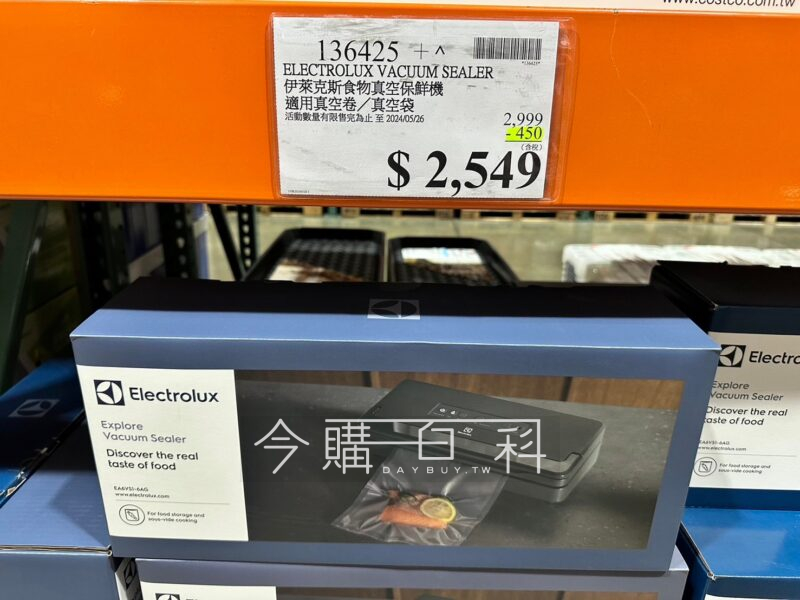 www.costco.com.tw
136425 + ^
*136425*
ELECTROLUX VACUUM SEALER
伊萊克斯食物真空保鮮機
適用真空卷/真空袋
活動數量有限售完為止 至 2024/05/26
2,999
- 450
(含稅)
$ 2,549
Electrolux
Explore
Vacuum Sealer
Discover the real
taste of food
EA6VS1-6AG
www.electrolux.com
For food storage and
sous-vide cooking
今購百科
DAYBUY.TW
Electro
Explore
Vacuum Sealer
Discover the real
taste of food
EA6VS1-6AG
www.electrolux.com
For food storage and
sous-vide cooking